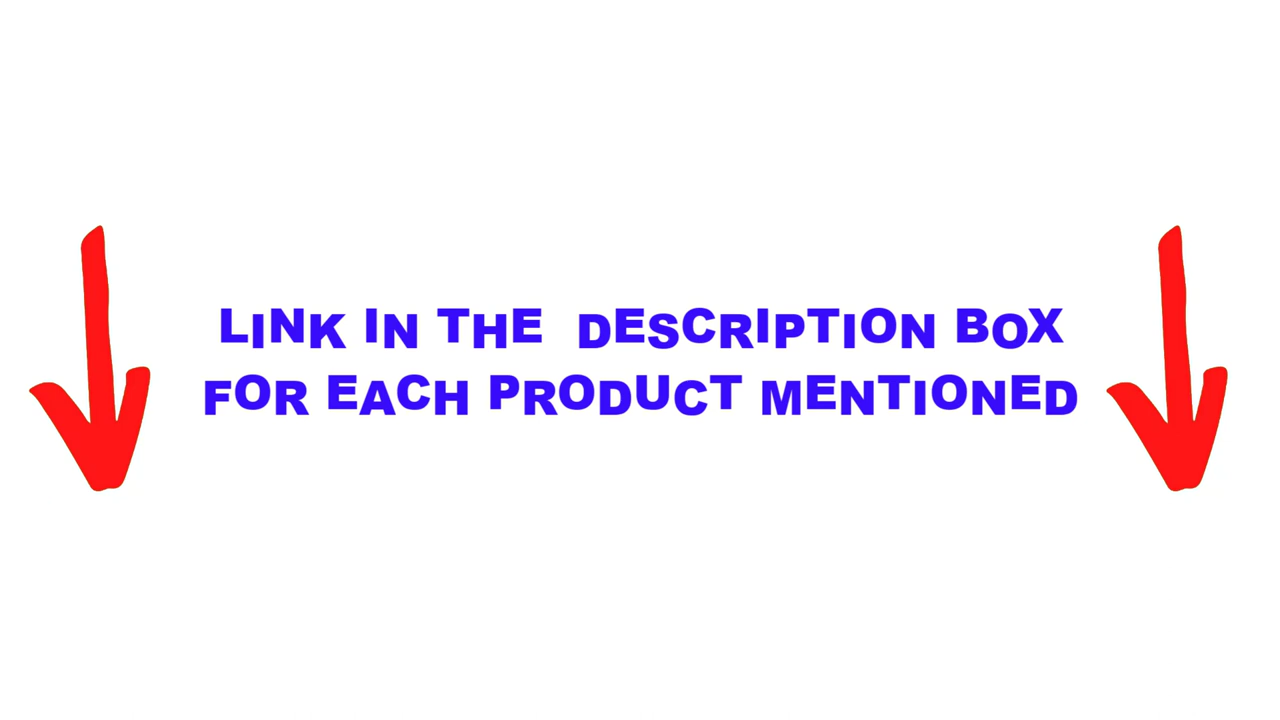 LINK IN THE DESCRIPTION BOX
FOR EACH PRODUCT MENTIONED